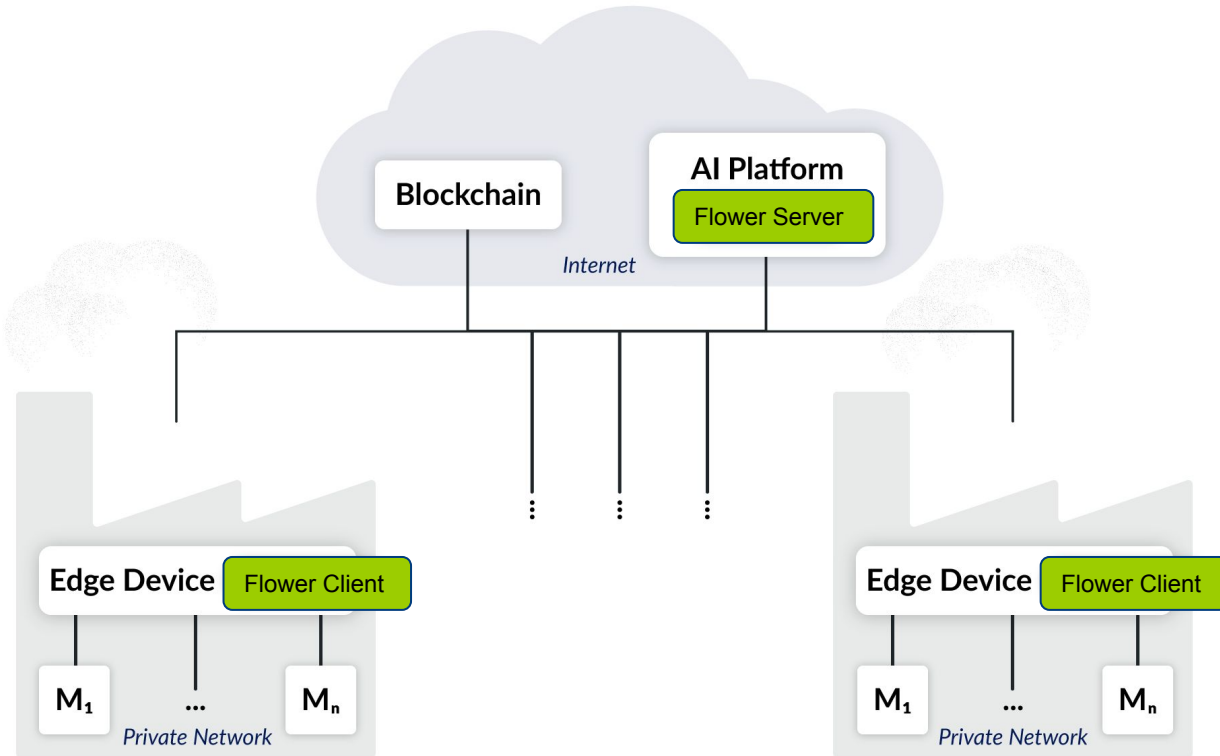 AI Platform
Blockchain
Flower Server
Internet
⋮ ⋮ ⋮
Edge Device Flower Client
Edge Device Flower Client
M₁ ... Mₙ
M₁ ... Mₙ
Private Network
Private Network